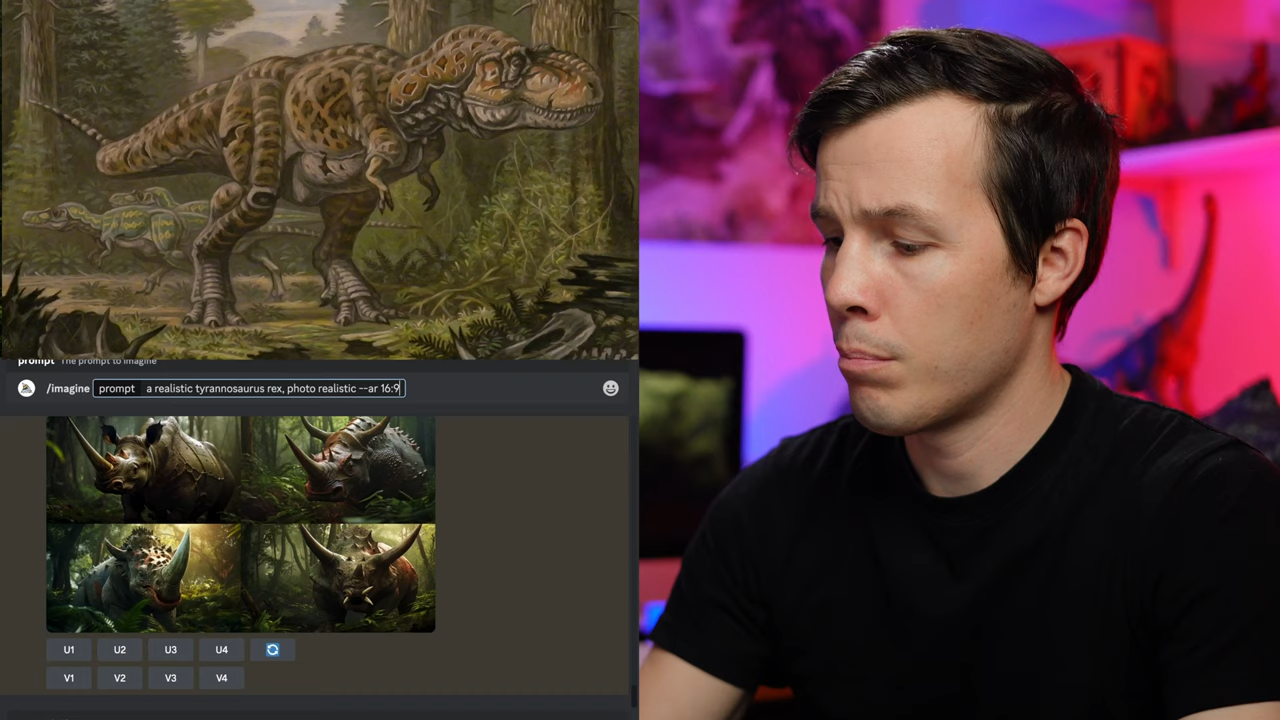 prompt The prompt to imagine
/imagine prompt a realistic tyrannosaurus rex, photo realistic --ar 16:9
U1 U2 U3 U4
V1 V2 V3 V4